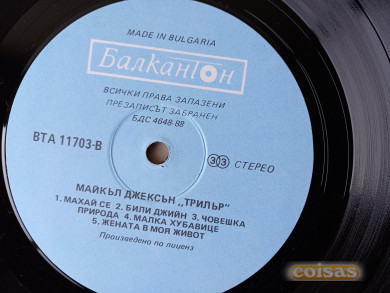 MADE IN BULGARIA
Балкантон
ВСИЧКИ ПРАВА ЗАПАЗЕНИ
ПРЕЗАПИСЪТ ЗАБРАНЕН
БДС 4648-88
ВТА 11703-В
33 СТЕРЕО
МАЙКЪЛ ДЖЕКСЪН „ТРИЛЪР"
1. МАХАЙ СЕ 2. БИЛИ ДЖИЙН 3. ЧОВЕШКА
ПРИРОДА 4. МАЛКА ХУБАВИЦЕ
5. ЖЕНАТА В МОЯ ЖИВОТ
Произведено по лиценз
coisas